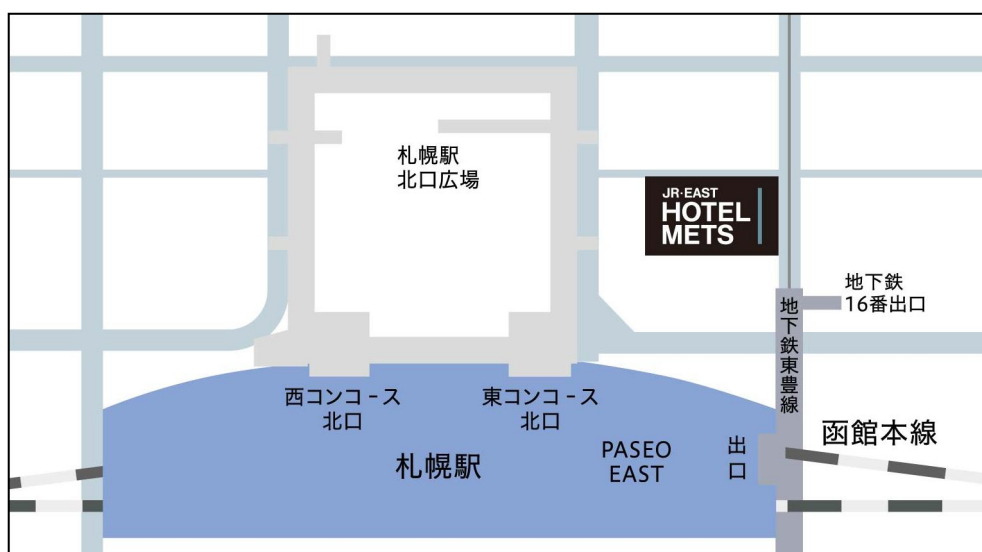 札幌駅
北口広場
JR-EAST
HOTEL
METS
地下鉄
16番出口
地下鉄東豊線
西コンコース
北口
東コンコース
北口
函館本線
札幌駅
PASEO
EAST
出口